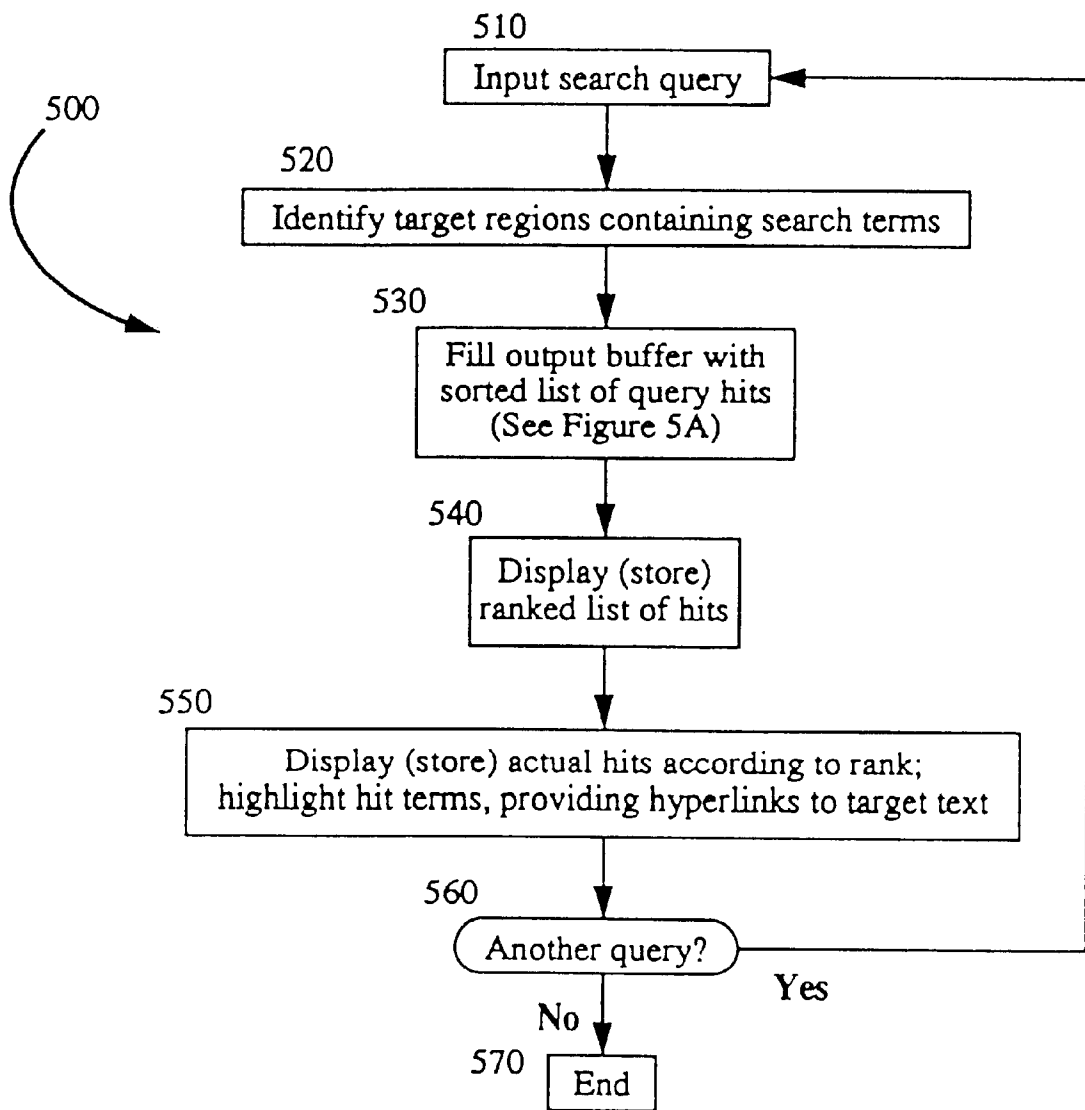 510
Input search query
500
520
Identify target regions containing search terms
530
Fill output buffer with
sorted list of query hits
(See Figure 5A)
540
Display (store)
ranked list of hits
550
Display (store) actual hits according to rank;
highlight hit terms, providing hyperlinks to target text
560
Another query?
Yes
No
570
End